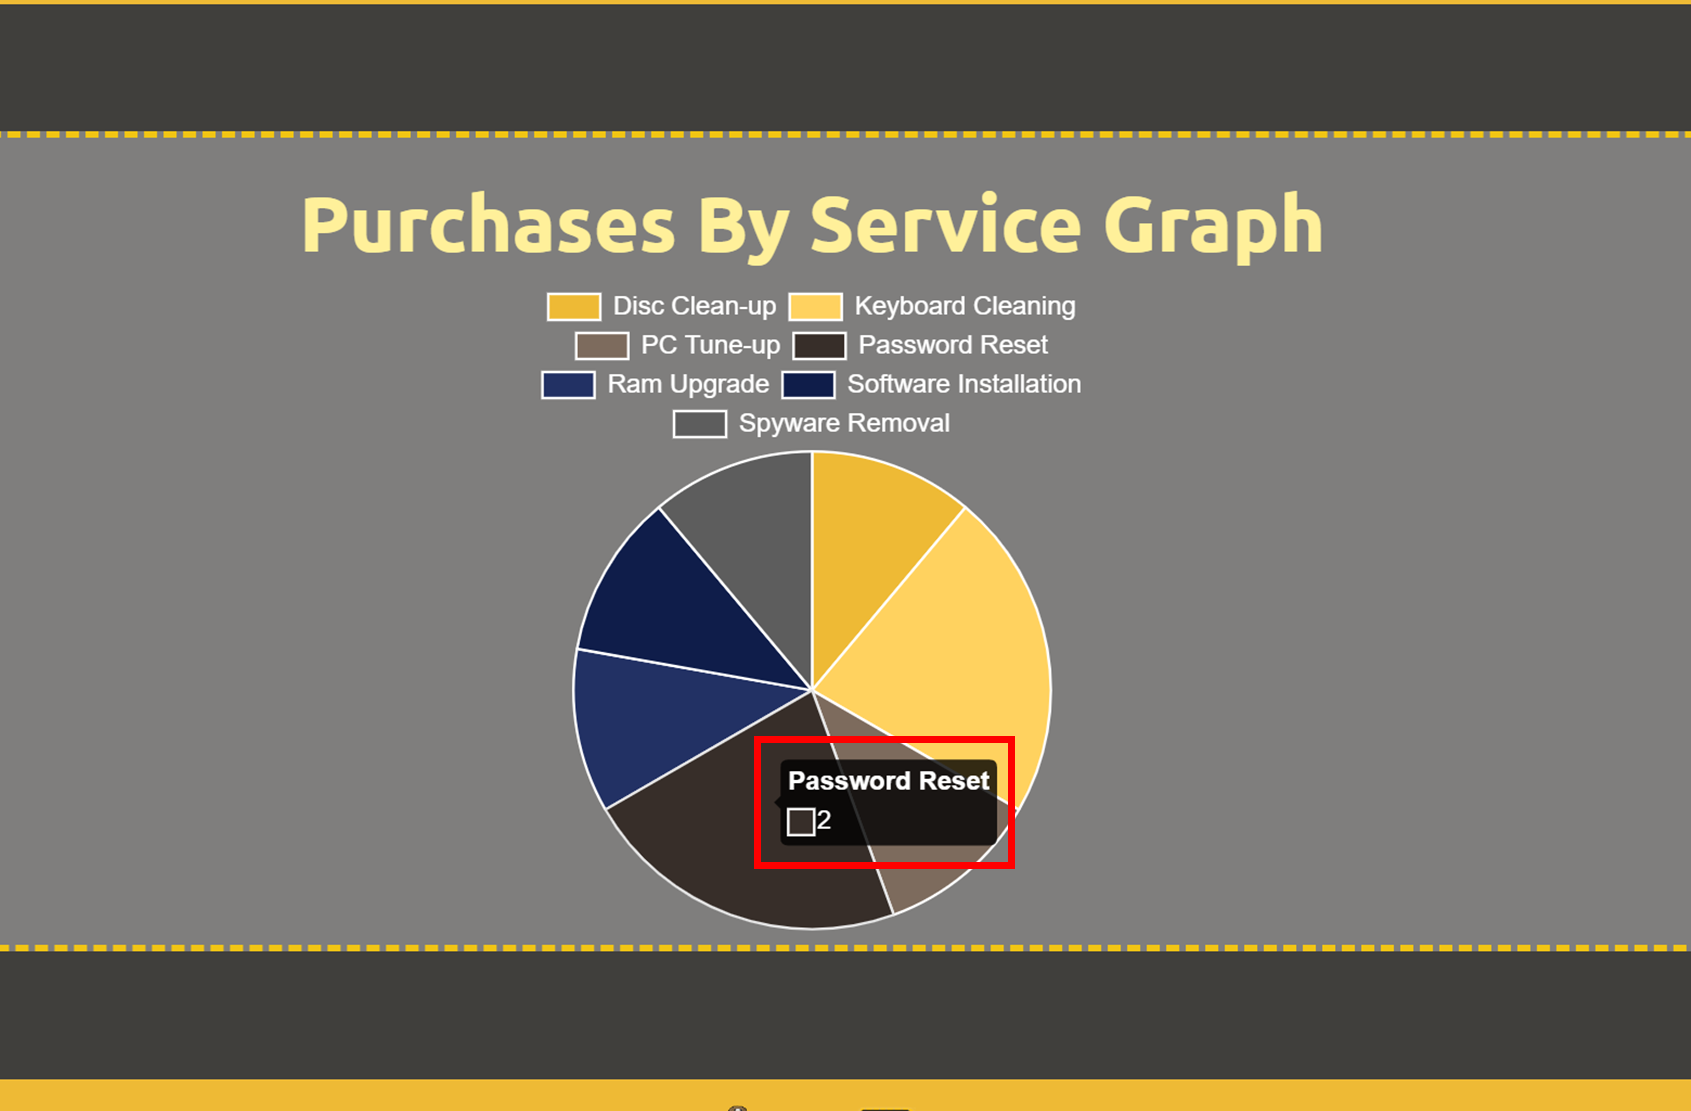 Purchases By Service Graph
Disc Clean-up Keyboard Cleaning
PC Tune-up Password Reset
Ram Upgrade Software Installation
Spyware Removal
Password Reset
2